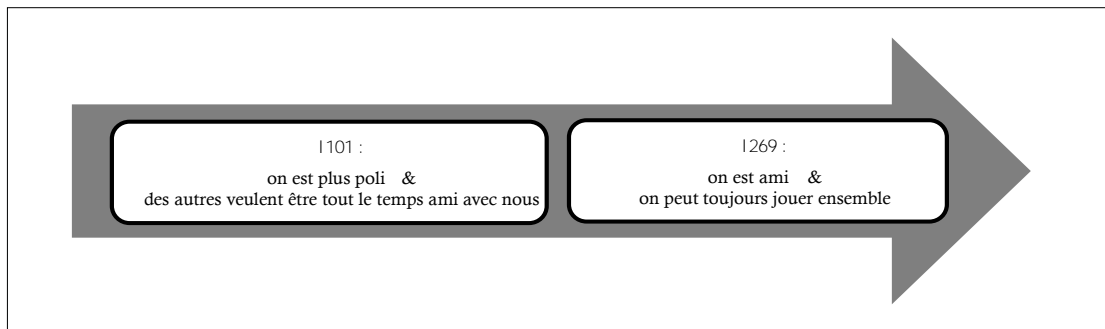 I101 :
on est plus poli &
des autres veulent être tout le temps ami avec nous
I269 :
on est ami &
on peut toujours jouer ensemble